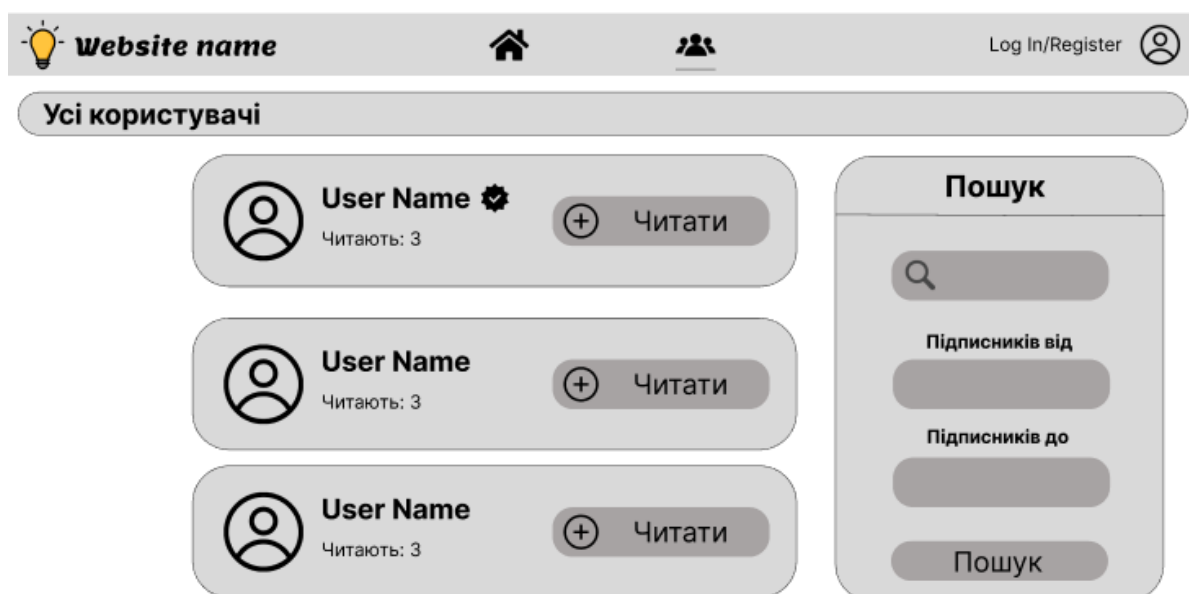 Website name
Log In/Register
Усі користувачі
User Name
Читають: 3
Читати
User Name
Читають: 3
Читати
User Name
Читають: 3
Читати
Пошук
Підписників від
Підписників до
Пошук